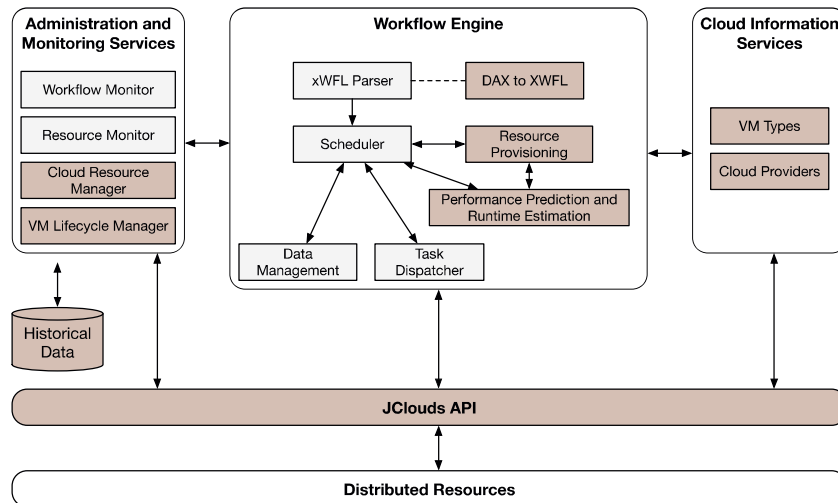 Administration and
Monitoring Services
Workflow Monitor
Resource Monitor
Cloud Resource
Manager
VM Lifecycle Manager
Historical
Data
Workflow Engine
xWFL Parser
DAX to XWFL
Scheduler
Resource
Provisioning
Performance Prediction and
Runtime Estimation
Data
Management
Task
Dispatcher
Cloud Information
Services
VM Types
Cloud Providers
JClouds API
Distributed Resources